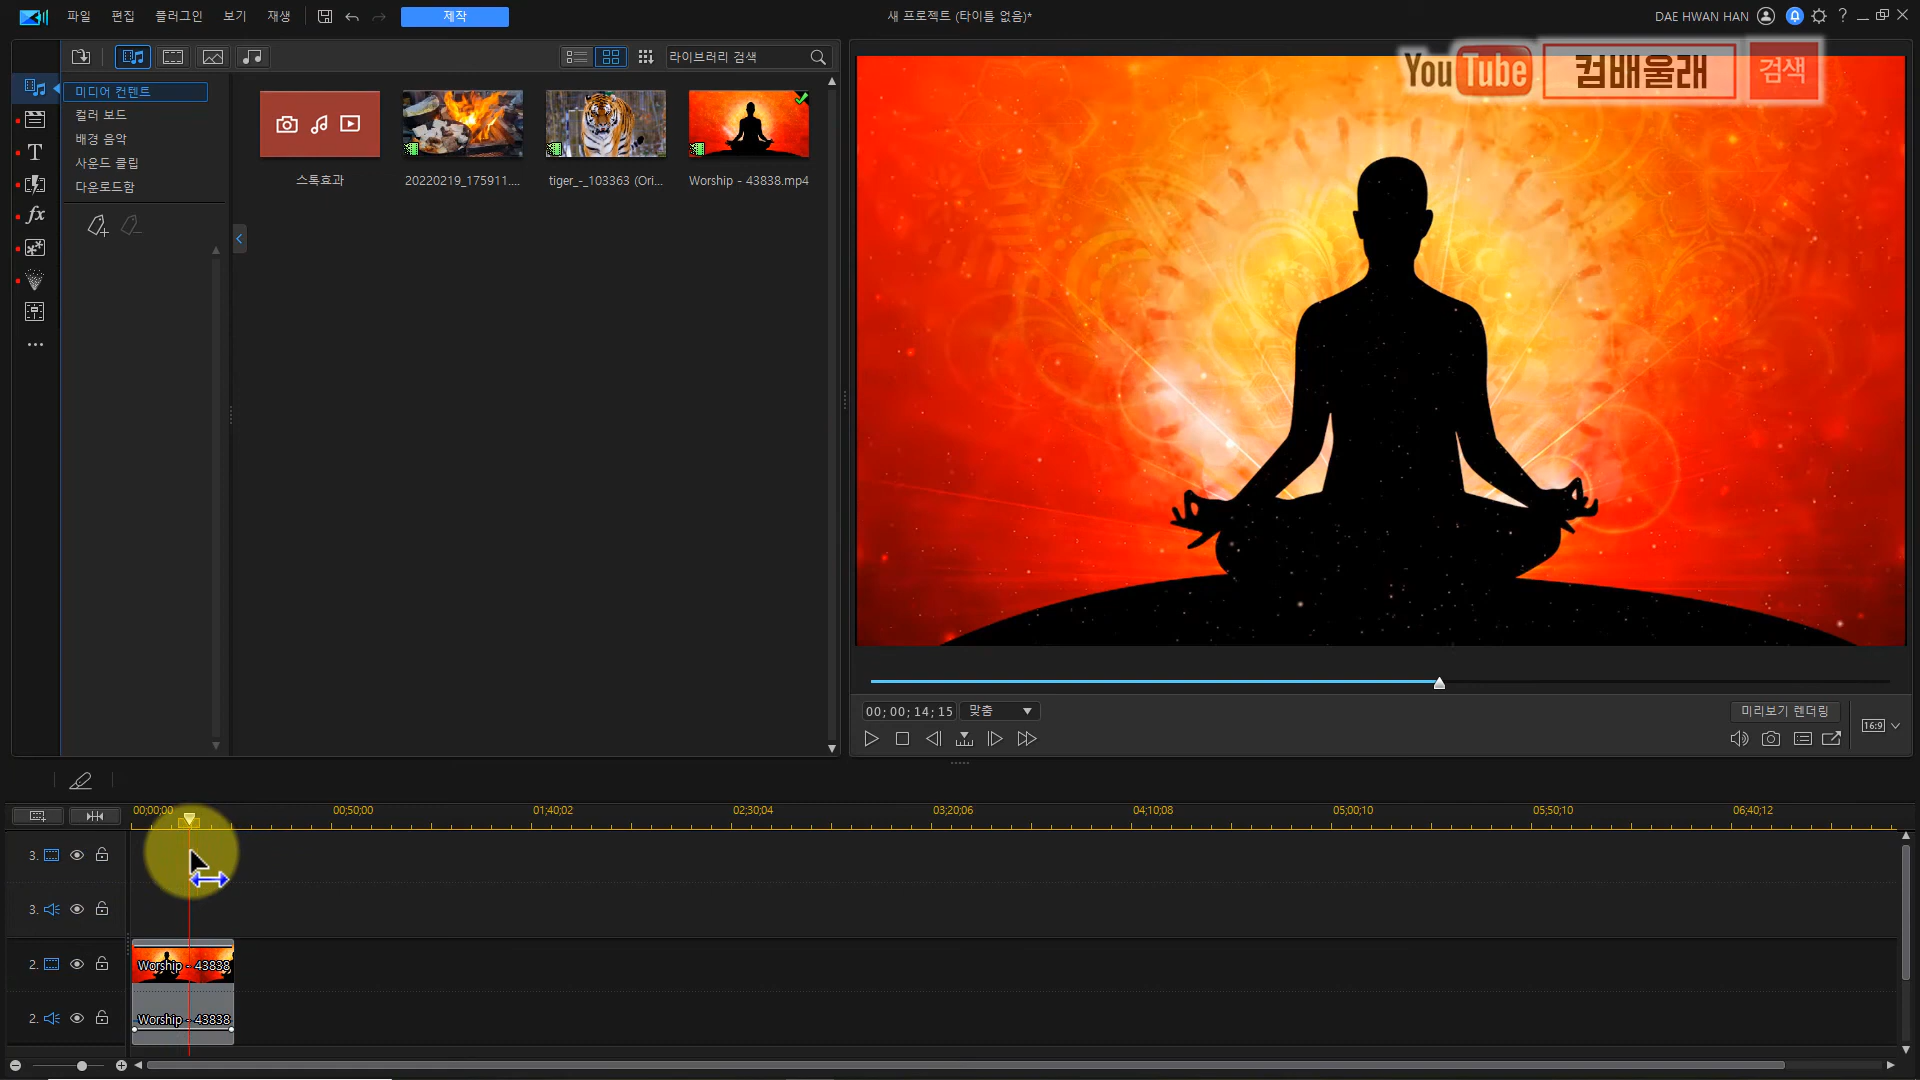 파일 편집 플러그인 보기 재생 제작 새 프로젝트 (타이틀 없음)* DAE HWAN HAN ?
라이브러리 검색
YouTube 컴배울래 검색
미디어 컨텐트
컬러 보드
배경 음악
사운드 클립
다운로드함
T
fx
스톡효과 20220219_175911.... tiger_-_103363 (Ori... Worship - 43838.mp4
00;00;14;15 맞춤 미리보기 렌더링
16:9
00;00;00 00;50;00 01;40;02 02;30;04 03;20;06 04;10;08 05;00;10 05;50;10 06;40;12
3.
3.
2. Worship - 43838
2. Worship - 43838